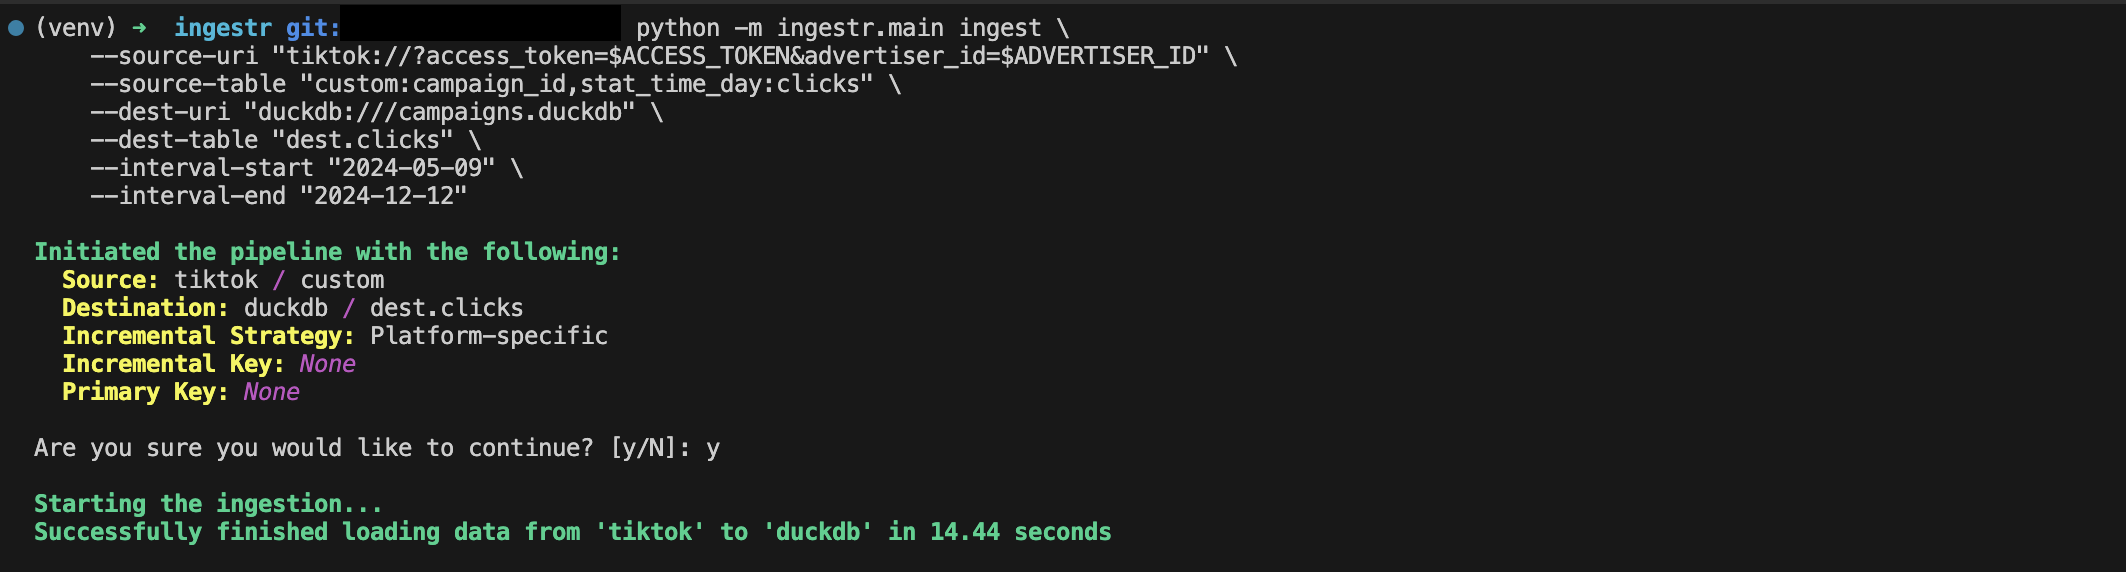 (venv) ➜ ingestr git: python -m ingestr.main ingest \
--source-uri "tiktok://?access_token=$ACCESS_TOKEN&advertiser_id=$ADVERTISER_ID" \
--source-table "custom:campaign_id,stat_time_day:clicks" \
--dest-uri "duckdb:///campaigns.duckdb" \
--dest-table "dest.clicks" \
--interval-start "2024-05-09" \
--interval-end "2024-12-12"
Initiated the pipeline with the following:
Source: tiktok / custom
Destination: duckdb / dest.clicks
Incremental Strategy: Platform-specific
Incremental Key: None
Primary Key: None
Are you sure you would like to continue? [y/N]: y
Starting the ingestion...
Successfully finished loading data from 'tiktok' to 'duckdb' in 14.44 seconds